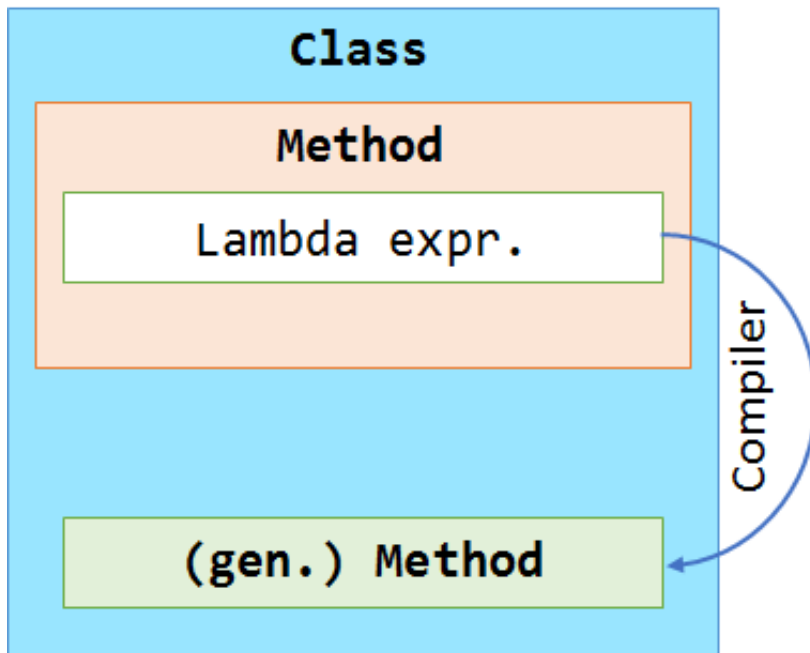 Class
Method
Lambda expr.
Compiler
(gen.) Method